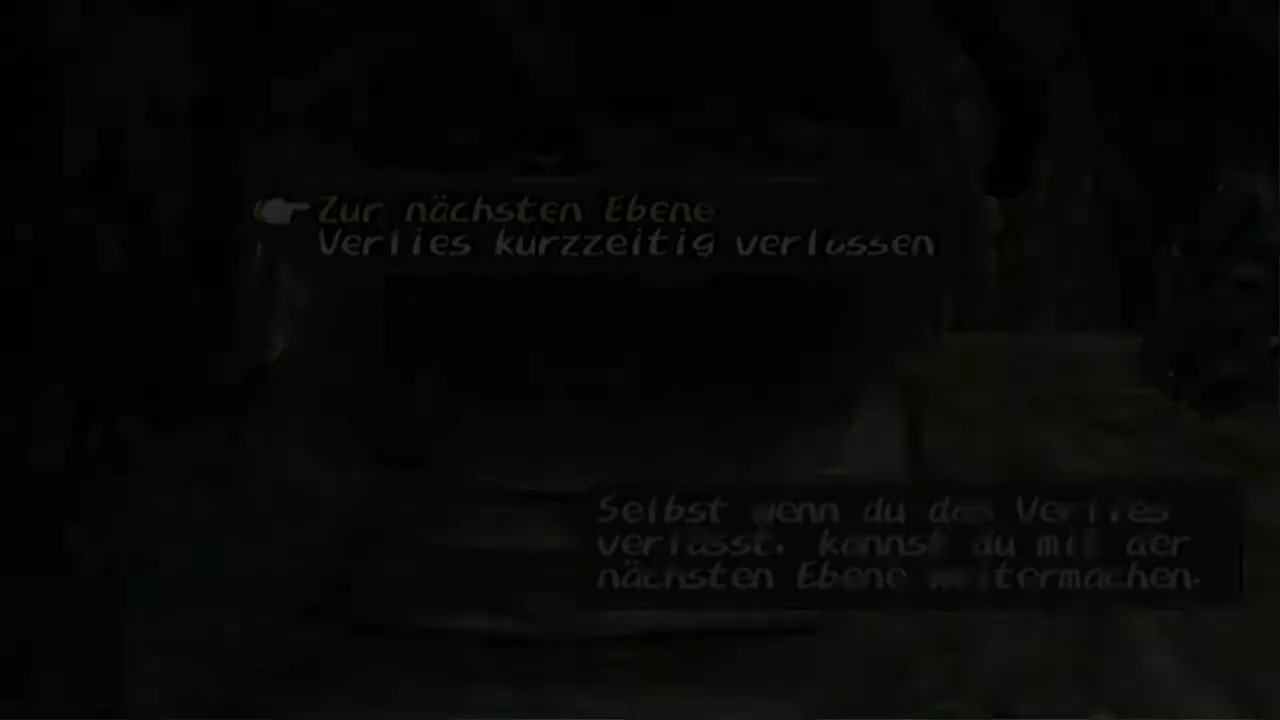 Zur nächsten Ebene
Verlies kurzzeitig verlassen
Selbst wenn du das Verlies
verlässt, kannst du mit der
nächsten Ebene weitermachen.